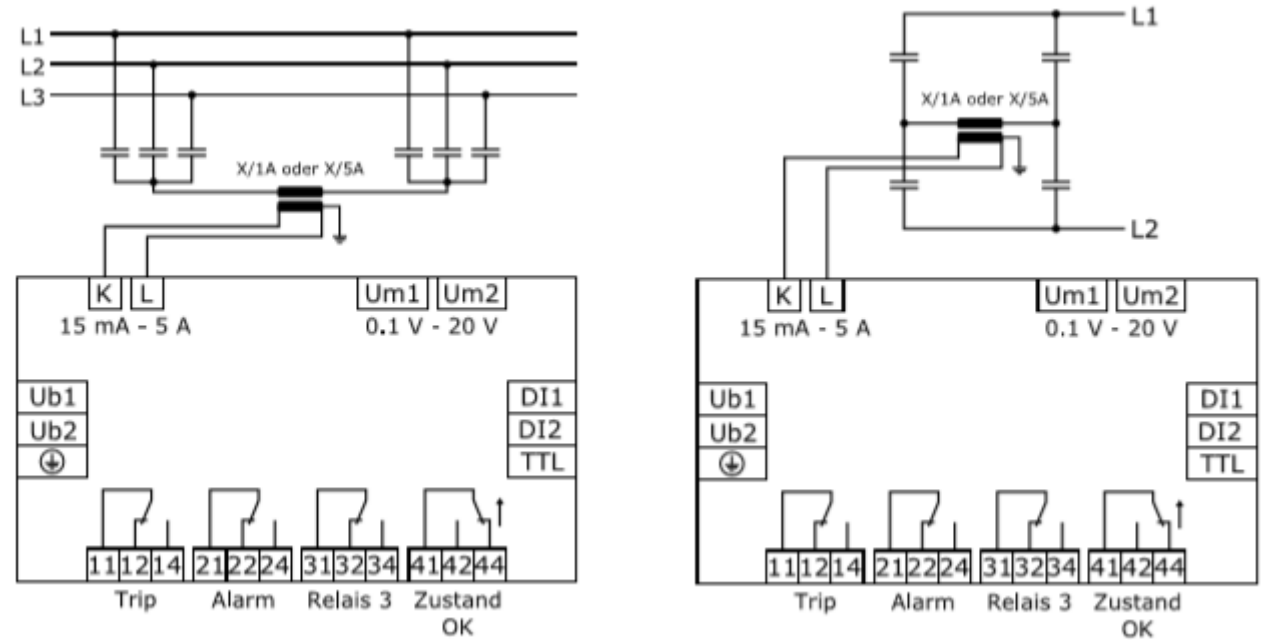 L1
L2
L3
X/1A oder X/5A
K L Um1 Um2
15 mA - 5 A 0.1 V - 20 V
Ub1 DI1
Ub2 DI2
TTL
11 12 14 21 22 24 31 32 34 41 42 44
Trip Alarm Relais 3 Zustand
OK
L1
X/1A oder X/5A
L2
K L Um1 Um2
15 mA - 5 A 0.1 V - 20 V
Ub1 DI1
Ub2 DI2
TTL
11 12 14 21 22 24 31 32 34 41 42 44
Trip Alarm Relais 3 Zustand
OK